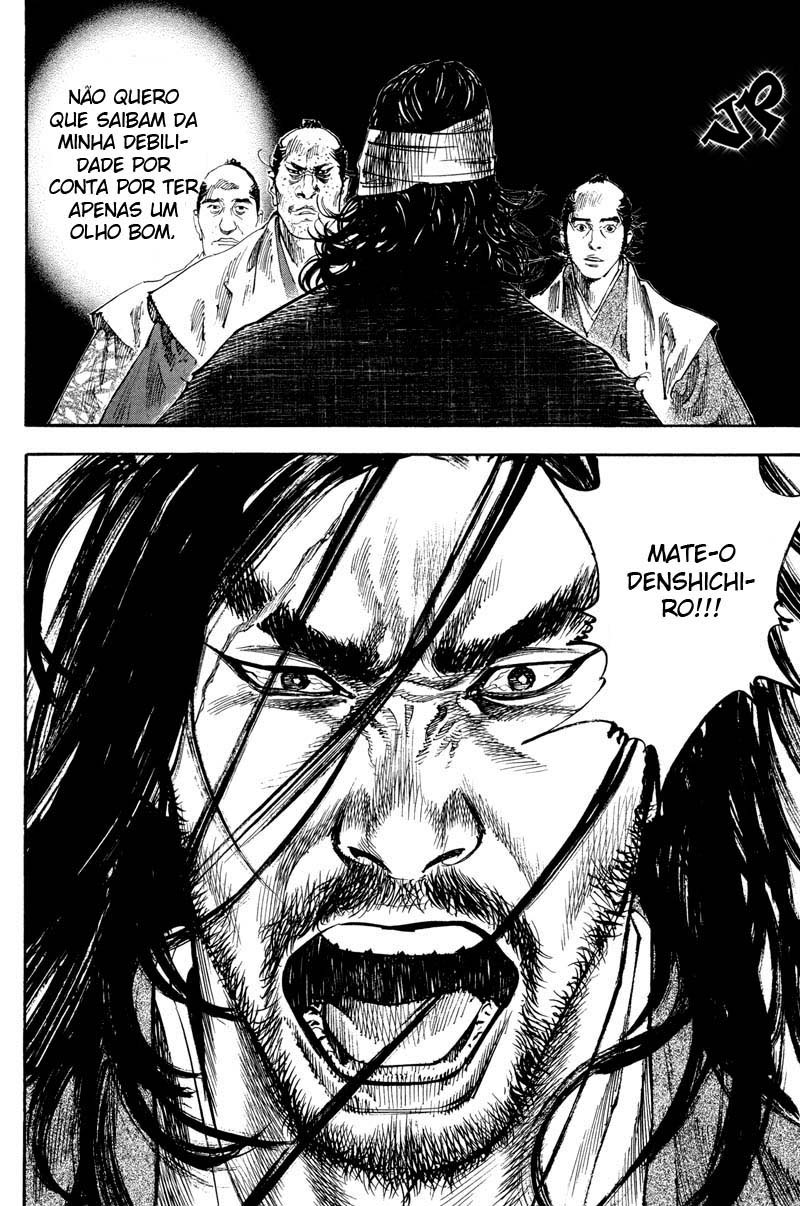 NÃO QUERO
QUE SAIBAM DA
MINHA DEBILI-
DADE POR
CONTA POR TER
APENAS UM
OLHO BOM.
VP
MATE-O
DENSHICHI-
RO!!!